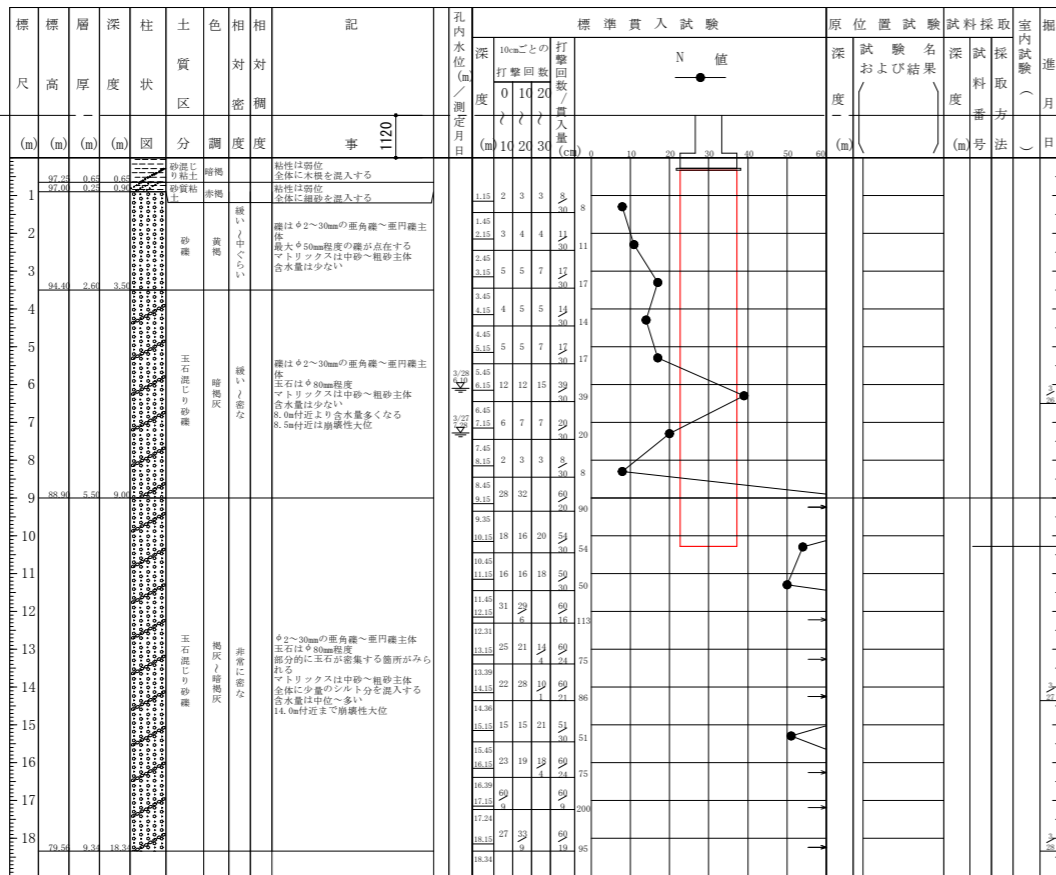 標尺 (m)
標高 (m)
層厚 (m)
深度 (m)
柱状図
土質区分
色調
相対密度
相対稠度
記事
1120
孔内水位(m)/測定月日
標準貫入試験
深度 (m)
10cmごとの打撃回数
0 10 20
〜 〜 〜
10 20 30
打撃回数/貫入量 (cm)
N 値
0 10 20 30 40 50 60
原位置試験
深度 (m)
試験名および結果
試料採取
深度 (m)
試料番号
採取方法
室内試験 ( )
掘進月日
砂混じり粘土
暗褐
粘性は弱位
全体に木根を混入する
97.25 0.65 0.65
砂質粘土
赤褐
粘性は弱位
全体に細砂を混入する
97.00 0.25 0.90
砂礫
黄褐
緩い〜中ぐらい
礫はφ2〜30mmの亜角礫〜亜円礫主体
最大φ50mm程度の礫が点在する
マトリックスは中砂〜粗砂主体
含水量は少ない
94.40 2.60 3.50
玉石混じり砂礫
暗褐灰
緩い〜密な
礫はφ2〜30mmの亜角礫〜亜円礫主体
玉石はφ80mm程度
マトリックスは中砂〜粗砂主体
含水量は少ない
8.0m付近より含水量多くなる
8.5m付近は崩壊性大位
88.90 5.50 9.00
玉石混じり砂礫
褐灰〜暗褐灰
非常に密な
φ2〜30mmの亜角礫〜亜円礫主体
玉石はφ80mm程度
部分的に玉石が密集する箇所がみられる
マトリックスは中砂〜粗砂主体
全体に少量のシルト分を混入する
含水量は中位〜多い
14.0m付近まで崩壊性大位
79.56 9.34 18.34
1
2
3
4
5
6
7
8
9
10
11
12
13
14
15
16
17
18
3/28
3/27
1.15 2 3 3 8/30 8
1.45
2.15 3 4 4 11/30 11
2.45
3.15 5 5 7 17/30 17
3.45
4.15 4 5 5 14/30 14
4.45
5.15 5 5 7 17/30 17
5.45
6.15 12 12 15 39/30 39
6.45
7.15 6 7 7 20/30 20
7.45
8.15 2 3 3 8/30 8
8.45
9.15 28 32 60/20 90
9.35
10.15 18 16 20 54/30 54
10.45
11.15 16 16 18 50/30 50
11.45
12.15 31 29/6 60/16 113
12.31
13.15 25 21 14/4 60/24 75
13.39
14.15 22 28 10/1 60/21 86
14.36
15.15 15 15 21 51/30 51
15.45
16.15 23 19 18/4 60/24 75
16.39
17.15 60/9 60/9 200
17.24
18.15 27 33/9 60/19 95
18.34
3/26
3/27
3/28